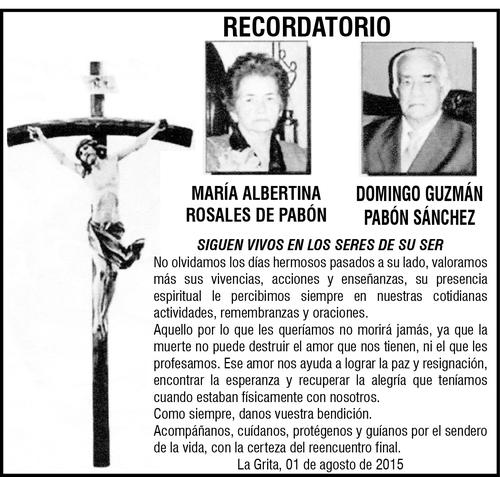 RECORDATORIO
MARÍA ALBERTINA
ROSALES DE PABÓN
DOMINGO GUZMÁN
PABÓN SÁNCHEZ
SIGUEN VIVOS EN LOS SERES DE SU SER
No olvidamos los días hermosos pasados a su lado, valoramos
más sus vivencias, acciones y enseñanzas, su presencia
espiritual le percibimos siempre en nuestras cotidianas
actividades, remembranzas y oraciones.
Aquello por lo que les queríamos no morirá jamás, ya que la
muerte no puede destruir el amor que nos tienen, ni el que les
profesamos. Ese amor nos ayuda a lograr la paz y resignación,
encontrar la esperanza y recuperar la alegría que teníamos
cuando estaban físicamente con nosotros.
Como siempre, danos vuestra bendición.
Acompáñanos, cuídanos, protégenos y guíanos por el sendero
de la vida, con la certeza del reencuentro final.
La Grita, 01 de agosto de 2015